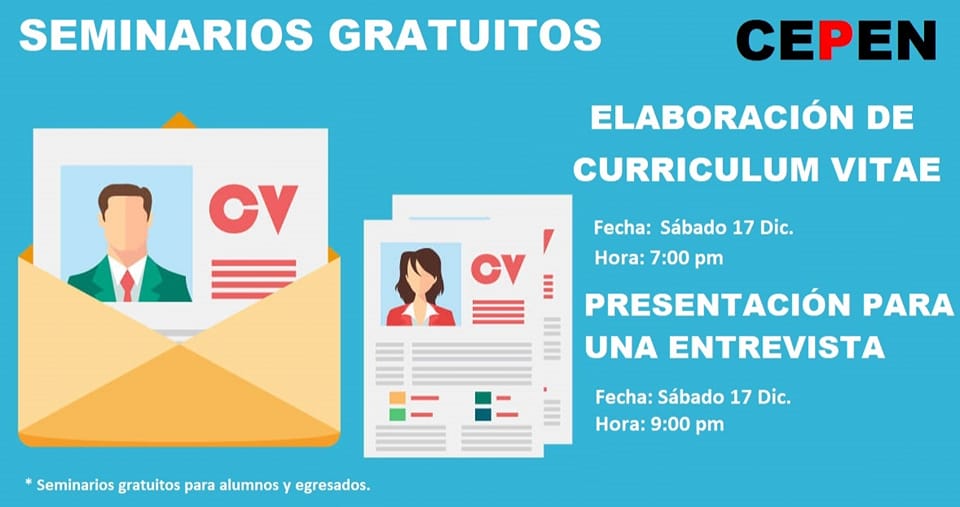 SEMINARIOS GRATUITOS
CEPEN
ELABORACIÓN DE
CURRICULUM VITAE
Fecha: Sábado 17 Dic.
Hora: 7:00 pm
PRESENTACIÓN PARA
UNA ENTREVISTA
Fecha: Sábado 17 Dic.
Hora: 9:00 pm
CV
CV
* Seminarios gratuitos para alumnos y egresados.